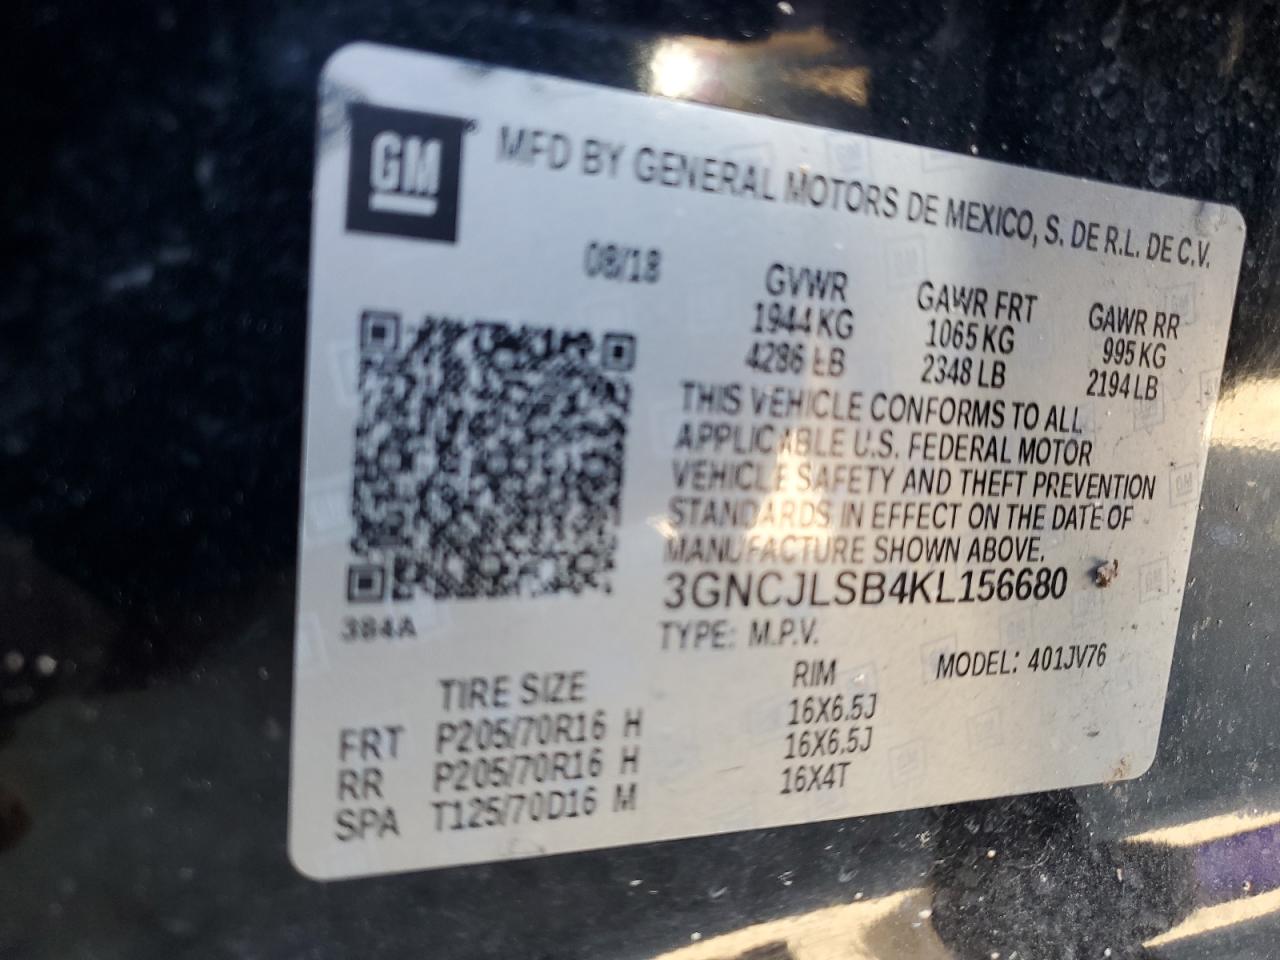 GM
MFD BY GENERAL MOTORS DE MEXICO, S. DE R.L. DE C.V.
08/18
GVWR GAWR FRT GAWR RR
1944 KG 1065 KG 995 KG
4286 LB 2348 LB 2194 LB
THIS VEHICLE CONFORMS TO ALL
APPLICABLE U.S. FEDERAL MOTOR
VEHICLE SAFETY AND THEFT PREVENTION
STANDARDS IN EFFECT ON THE DATE OF
MANUFACTURE SHOWN ABOVE.
3GNCJLSB4KL156680
384A
TYPE: M.P.V.
MODEL: 401JV76
TIRE SIZE RIM
FRT P205/70R16 H 16X6.5J
RR P205/70R16 H 16X6.5J
SPA T125/70D16 M 16X4T